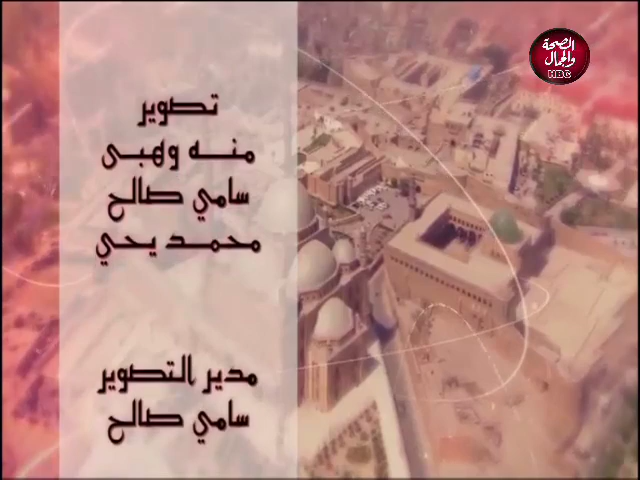 الصحة
والجمال
HBC
تصوير
منه وهبى
سامي صالح
محمد يحي
مدير التصوير
سامي صالح